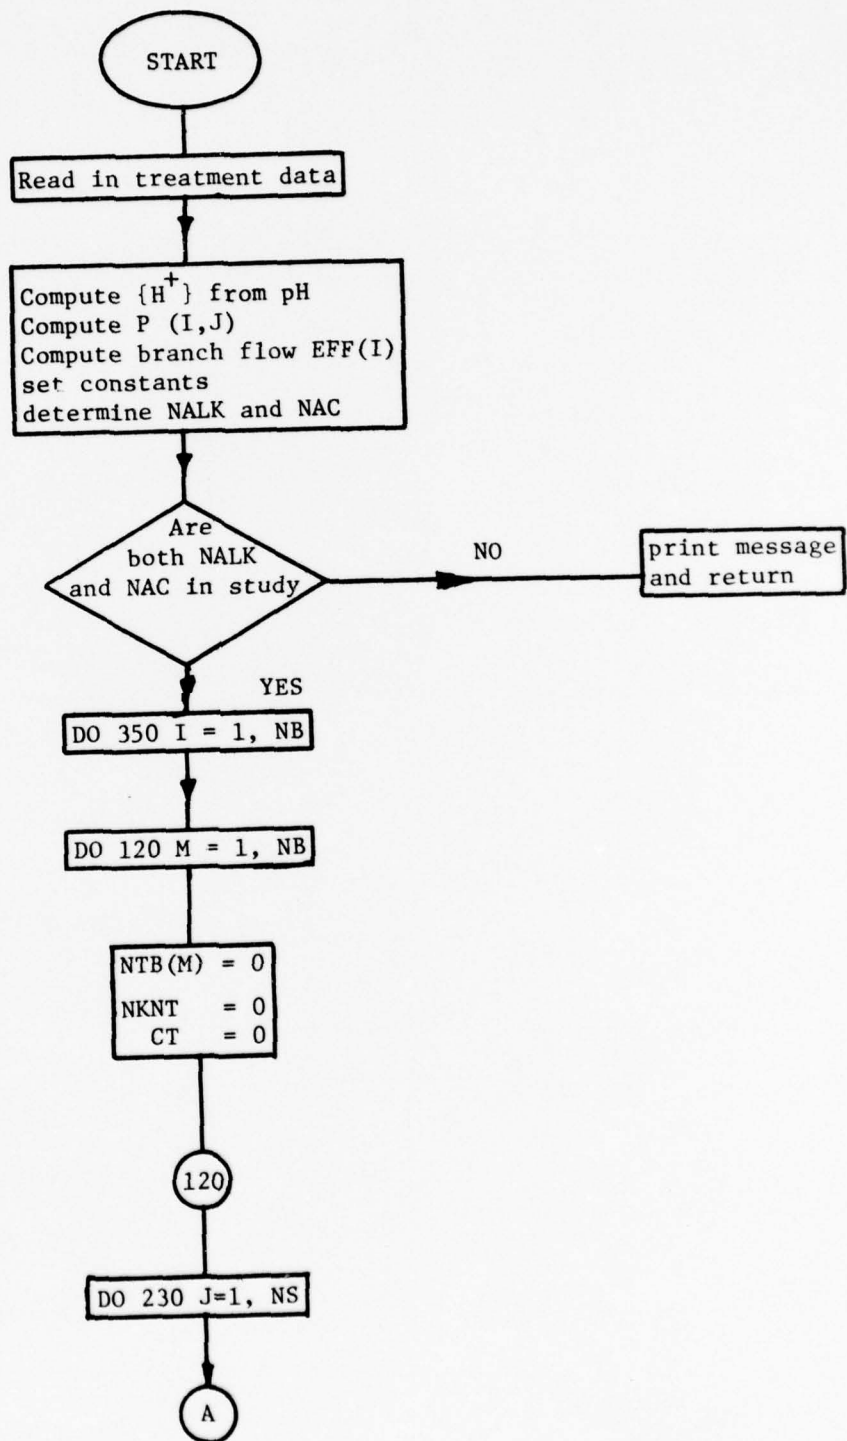 START
Read in treatment data
Compute {H+} from pH
Compute P (I,J)
Compute branch flow EFF(I)
set constants
determine NALK and NAC
Are
both NALK
and NAC in study
NO
print message
and return
YES
DO 350 I = 1, NB
DO 120 M = 1, NB
NTB(M) = 0
NKNT = 0
CT = 0
120
DO 230 J=1, NS
A